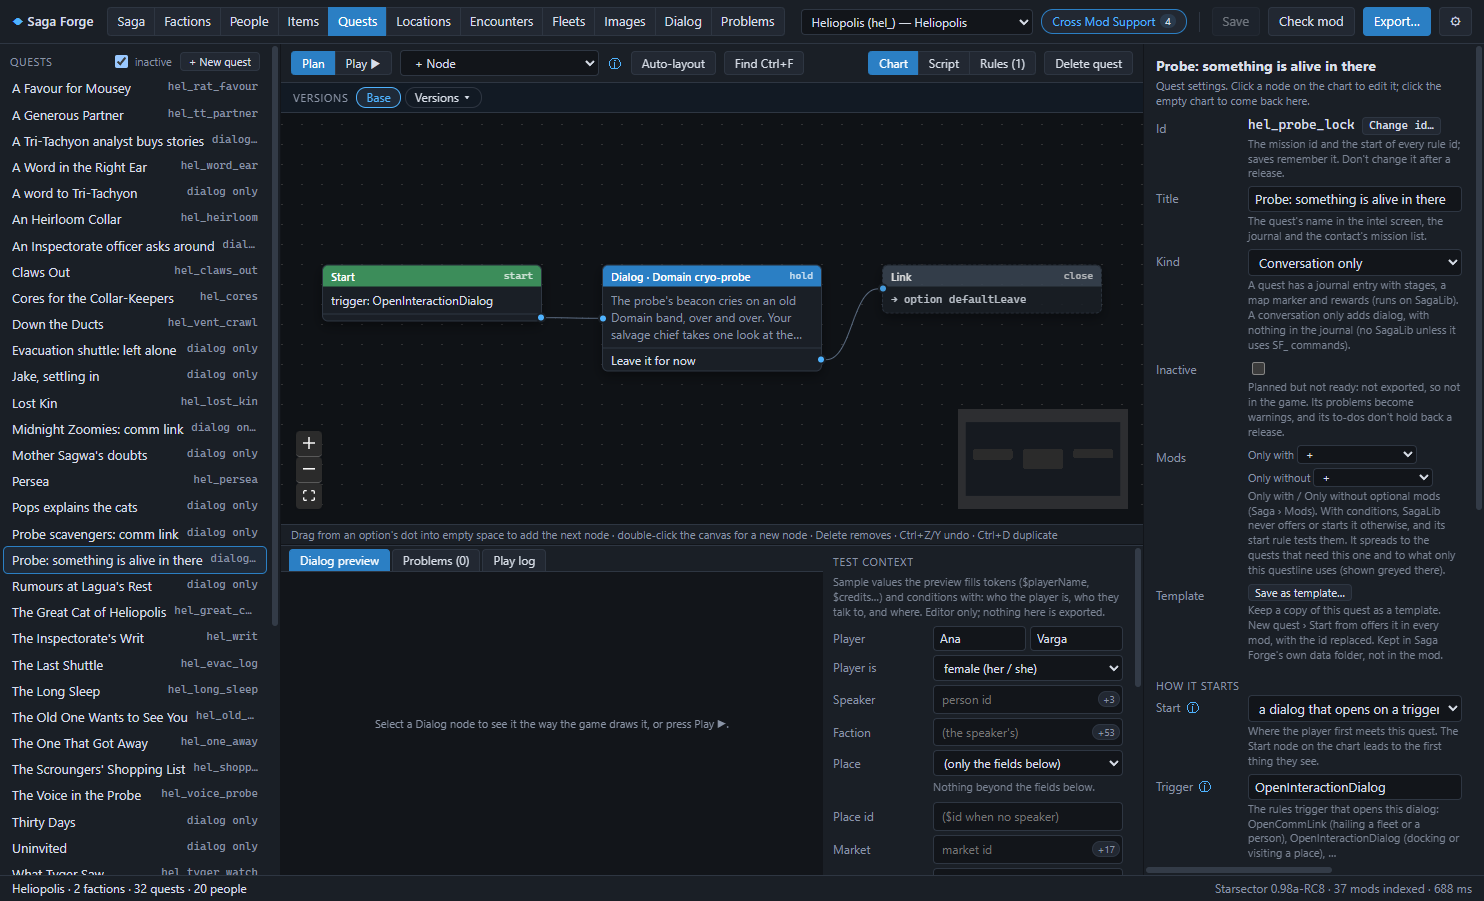 Saga Forge
Saga
Factions
People
Items
Quests
Locations
Encounters
Fleets
Images
Dialog
Problems
Heliopolis (hel_) — Heliopolis
Cross Mod Support 4
Save
Check mod
Export...
QUESTS
inactive
+ New quest
A Favour for Mousey hel_rat_favour
A Generous Partner hel_tt_partner
A Tri-Tachyon analyst buys stories dialog…
A Word in the Right Ear hel_word_ear
A word to Tri-Tachyon dialog only
An Heirloom Collar hel_heirloom
An Inspectorate officer asks around dial…
Claws Out hel_claws_out
Cores for the Collar-Keepers hel_cores
Down the Ducts hel_vent_crawl
Evacuation shuttle: left alone dialog only
Jake, settling in dialog only
Lost Kin hel_lost_kin
Midnight Zoomies: comm link dialog on…
Mother Sagwa's doubts dialog only
Persea hel_persea
Pops explains the cats dialog only
Probe scavengers: comm link dialog only
Probe: something is alive in there dialog…
Rumours at Lagua's Rest dialog only
The Great Cat of Heliopolis hel_great_c…
The Inspectorate's Writ hel_writ
The Last Shuttle hel_evac_log
The Long Sleep hel_long_sleep
The Old One Wants to See You hel_old_…
The One That Got Away hel_one_away
The Scroungers' Shopping List hel_shopp…
The Voice in the Probe hel_voice_probe
Thirty Days dialog only
Uninvited dialog only
What Tyger Saw hel_tyger_watch
Plan
Play ▶
+ Node
Auto-layout
Find Ctrl+F
Chart
Script
Rules (1)
Delete quest
VERSIONS
Base
Versions
Start start
trigger: OpenInteractionDialog
Dialog · Domain cryo-probe hold
The probe's beacon cries on an old
Domain band, over and over. Your
salvage chief takes one look at the...
Leave it for now
Link close
→ option defaultLeave
Drag from an option's dot into empty space to add the next node · double-click the canvas for a new node · Delete removes · Ctrl+Z/Y undo · Ctrl+D duplicate
Dialog preview
Problems (0)
Play log
Select a Dialog node to see it the way the game draws it, or press Play ▶.
TEST CONTEXT
Sample values the preview fills tokens ($playerName,
$credits...) and conditions with: who the player is, who they
talk to, and where. Editor only; nothing here is exported.
Player Ana Varga
Player is female (her / she)
Speaker person id +3
Faction (the speaker's) +53
Place (only the fields below)
Nothing beyond the fields below.
Place id ($id when no speaker)
Market market id +17
Probe: something is alive in there
Quest settings. Click a node on the chart to edit it; click the
empty chart to come back here.
Id hel_probe_lock Change id…
The mission id and the start of every rule id;
saves remember it. Don't change it after a
release.
Title Probe: something is alive in there
The quest's name in the intel screen, the
journal and the contact's mission list.
Kind Conversation only
A quest has a journal entry with stages, a
map marker and rewards (runs on SagaLib).
A conversation only adds dialog, with
nothing in the journal (no SagaLib unless it
uses SF_ commands).
Inactive
Planned but not ready: not exported, so not
in the game. Its problems become
warnings, and its to-dos don't hold back a
release.
Mods Only with +
Only without +
Only with / Only without optional mods
(Saga › Mods). With conditions, SagaLib
never offers or starts it otherwise, and its
start rule tests them. It spreads to the
quests that need this one and to what only
this questline uses (shown greyed there).
Template Save as template...
Keep a copy of this quest as a template.
New quest › Start from offers it in every
mod, with the id replaced. Kept in Saga
Forge's own data folder, not in the mod.
HOW IT STARTS
Start a dialog that opens on a trigger
Where the player first meets this quest. The
Start node on the chart leads to the first
thing they see.
Trigger OpenInteractionDialog
The rules trigger that opens this dialog:
OpenCommLink (hailing a fleet or a
person), OpenInteractionDialog (docking or
visiting a place), ...
Heliopolis · 2 factions · 32 quests · 20 people
Starsector 0.98a-RC8 · 37 mods indexed · 688 ms